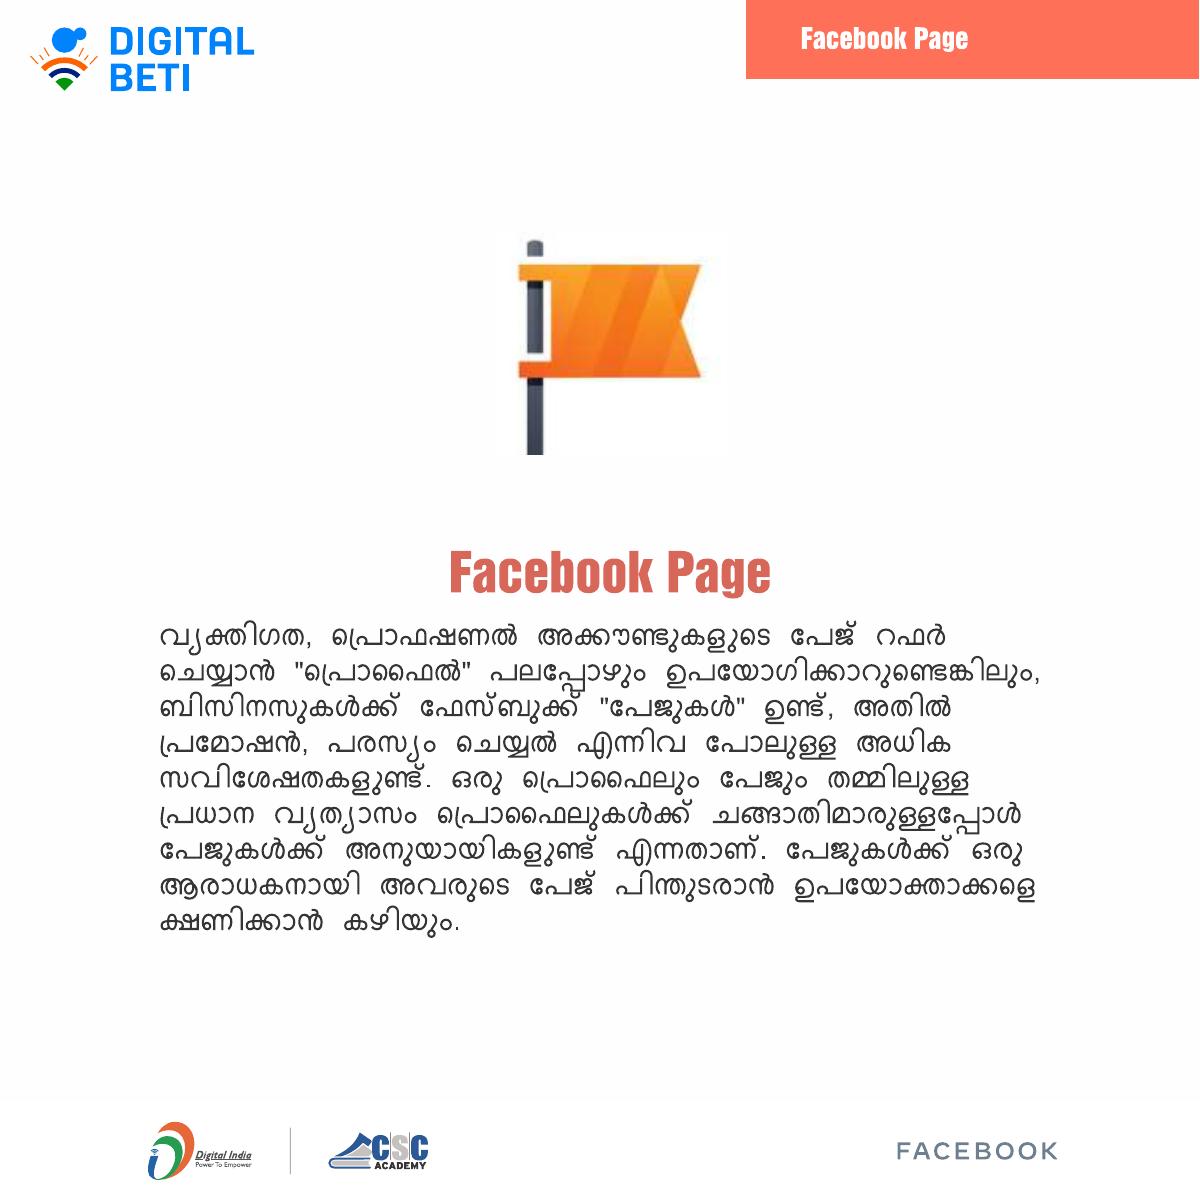 DIGITAL
BETI
Facebook Page
Facebook Page
വ്യക്തിഗത, പ്രൊഫഷണൽ അക്കൗണ്ടുകളുടെ പേജ് റഫർ
ചെയ്യാൻ "പ്രൊഫൈൽ" പലപ്പോഴും ഉപയോഗിക്കാറുണ്ടെങ്കിലും,
ബിസിനസുകൾക്ക് ഫേസ്ബുക്ക് "പേജുകൾ" ഉണ്ട്, അതിൽ
പ്രമോഷൻ, പരസ്യം ചെയ്യൽ എന്നിവ പോലുള്ള അധിക
സവിശേഷതകളുണ്ട്. ഒരു പ്രൊഫൈലും പേജും തമ്മിലുള്ള
പ്രധാന വ്യത്യാസം പ്രൊഫൈലുകൾക്ക് ചങ്ങാതിമാരുള്ളപ്പോൾ
പേജുകൾക്ക് അനുയായികളുണ്ട് എന്നതാണ്. പേജുകൾക്ക് ഒരു
ആരാധകനായി അവരുടെ പേജ് പിന്തുടരാൻ ഉപയോക്താക്കളെ
ക്ഷണിക്കാൻ കഴിയും.
Digital India
Power To Empower
CSC
ACADEMY
FACEBOOK